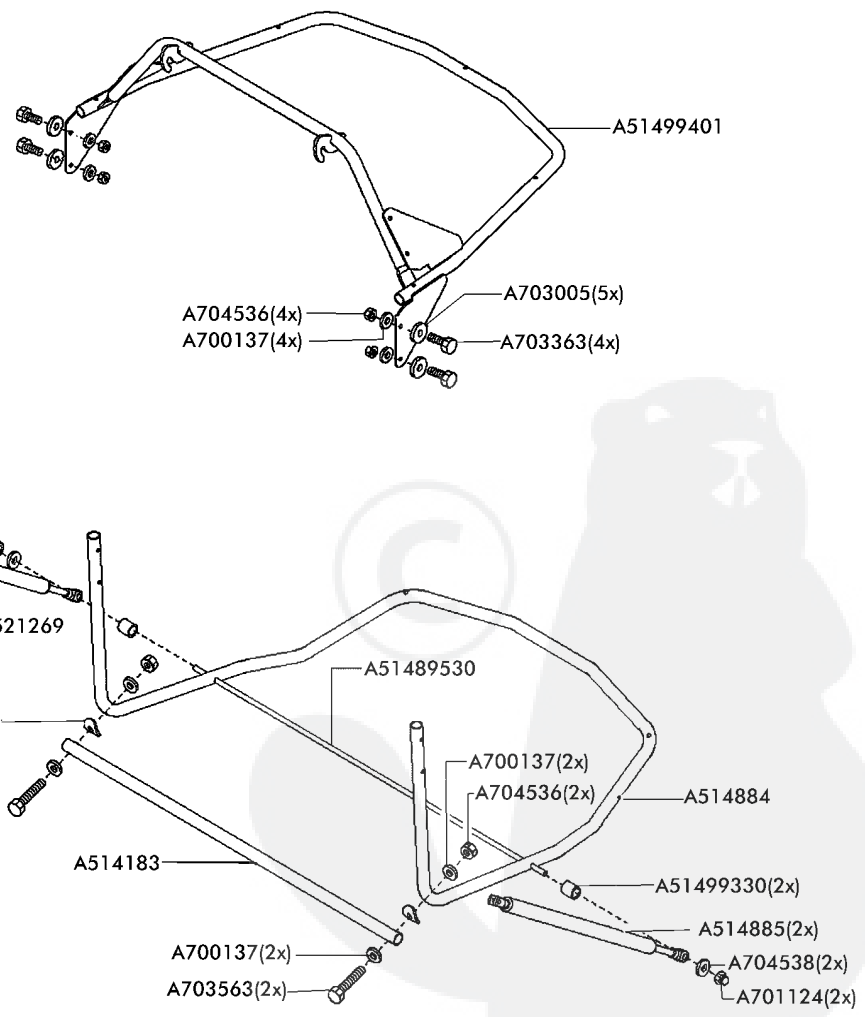 A51499401
A703005(5x)
A704536(4x)
A700137(4x)
A703363(4x)
521269
A51489530
A700137(2x)
A704536(2x)
A514884
A514183
A51499330(2x)
A514885(2x)
A700137(2x)
A704538(2x)
A703563(2x)
A701124(2x)
©